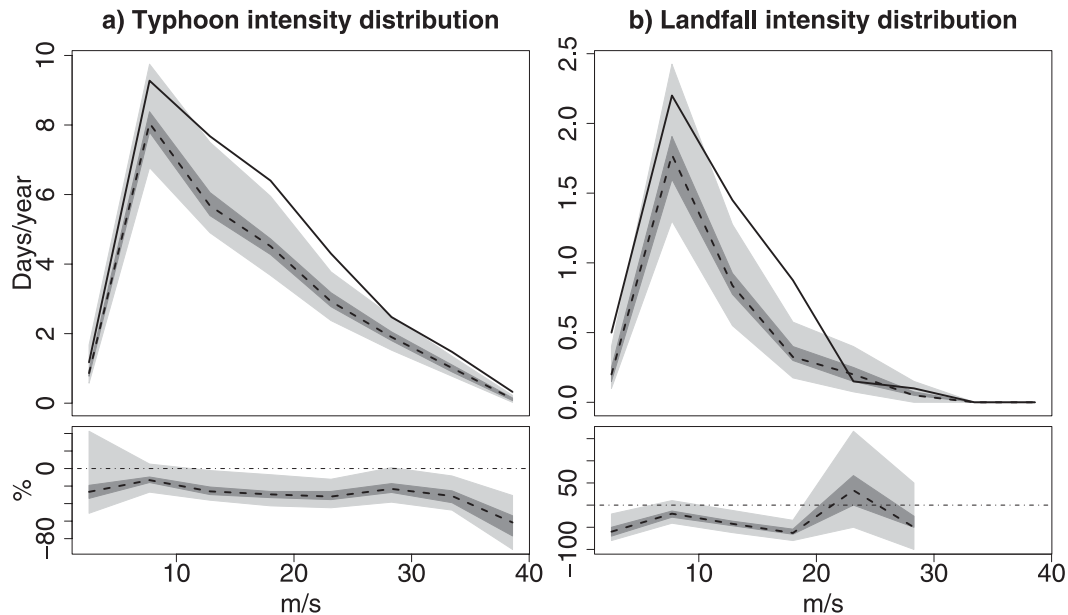 a) Typhoon intensity distribution
b) Landfall intensity distribution
Days/year
10
8
6
4
2
0
2.5
2.0
1.5
1.0
0.5
0.0
%
0
−80
50
−100
10 20 30 40
10 20 30 40
m/s
m/s